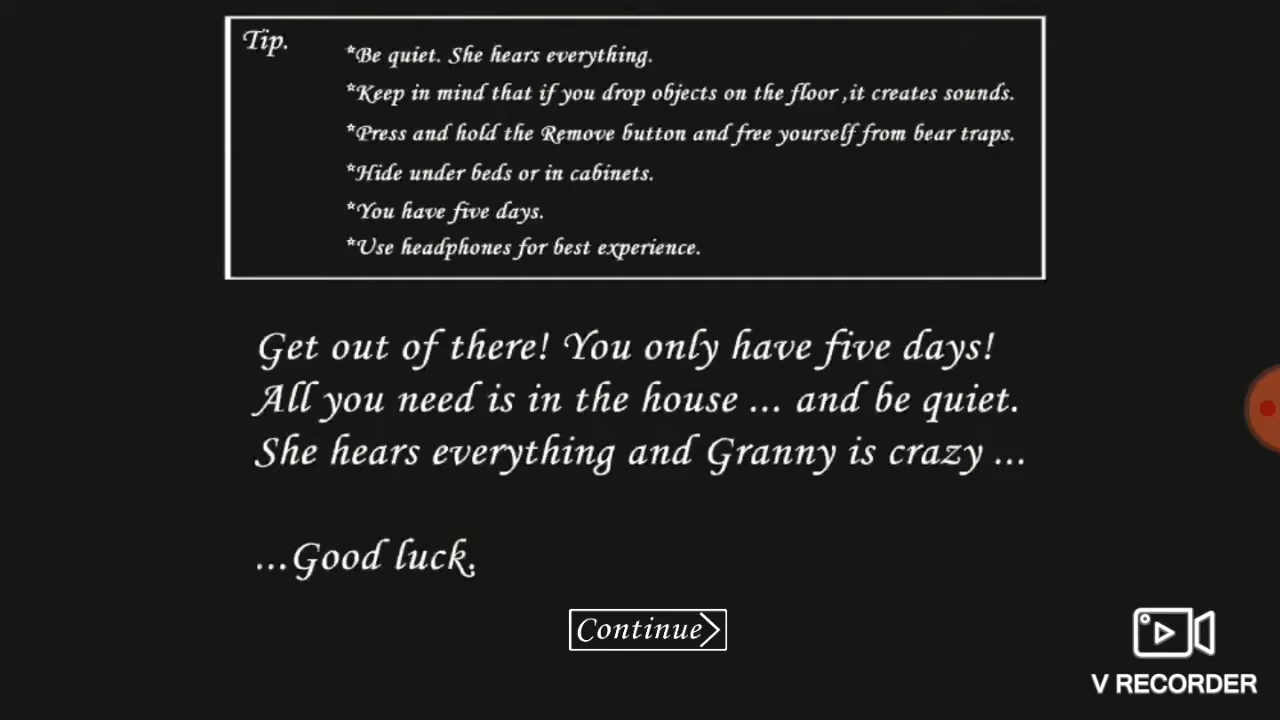 Tip.
*Be quiet. She hears everything.
*Keep in mind that if you drop objects on the floor ,it creates sounds.
*Press and hold the Remove button and free yourself from bear traps.
*Hide under beds or in cabinets.
*You have five days.
*Use headphones for best experience.
Get out of there! You only have five days!
All you need is in the house ... and be quiet.
She hears everything and Granny is crazy ...
...Good luck.
Continue
V RECORDER